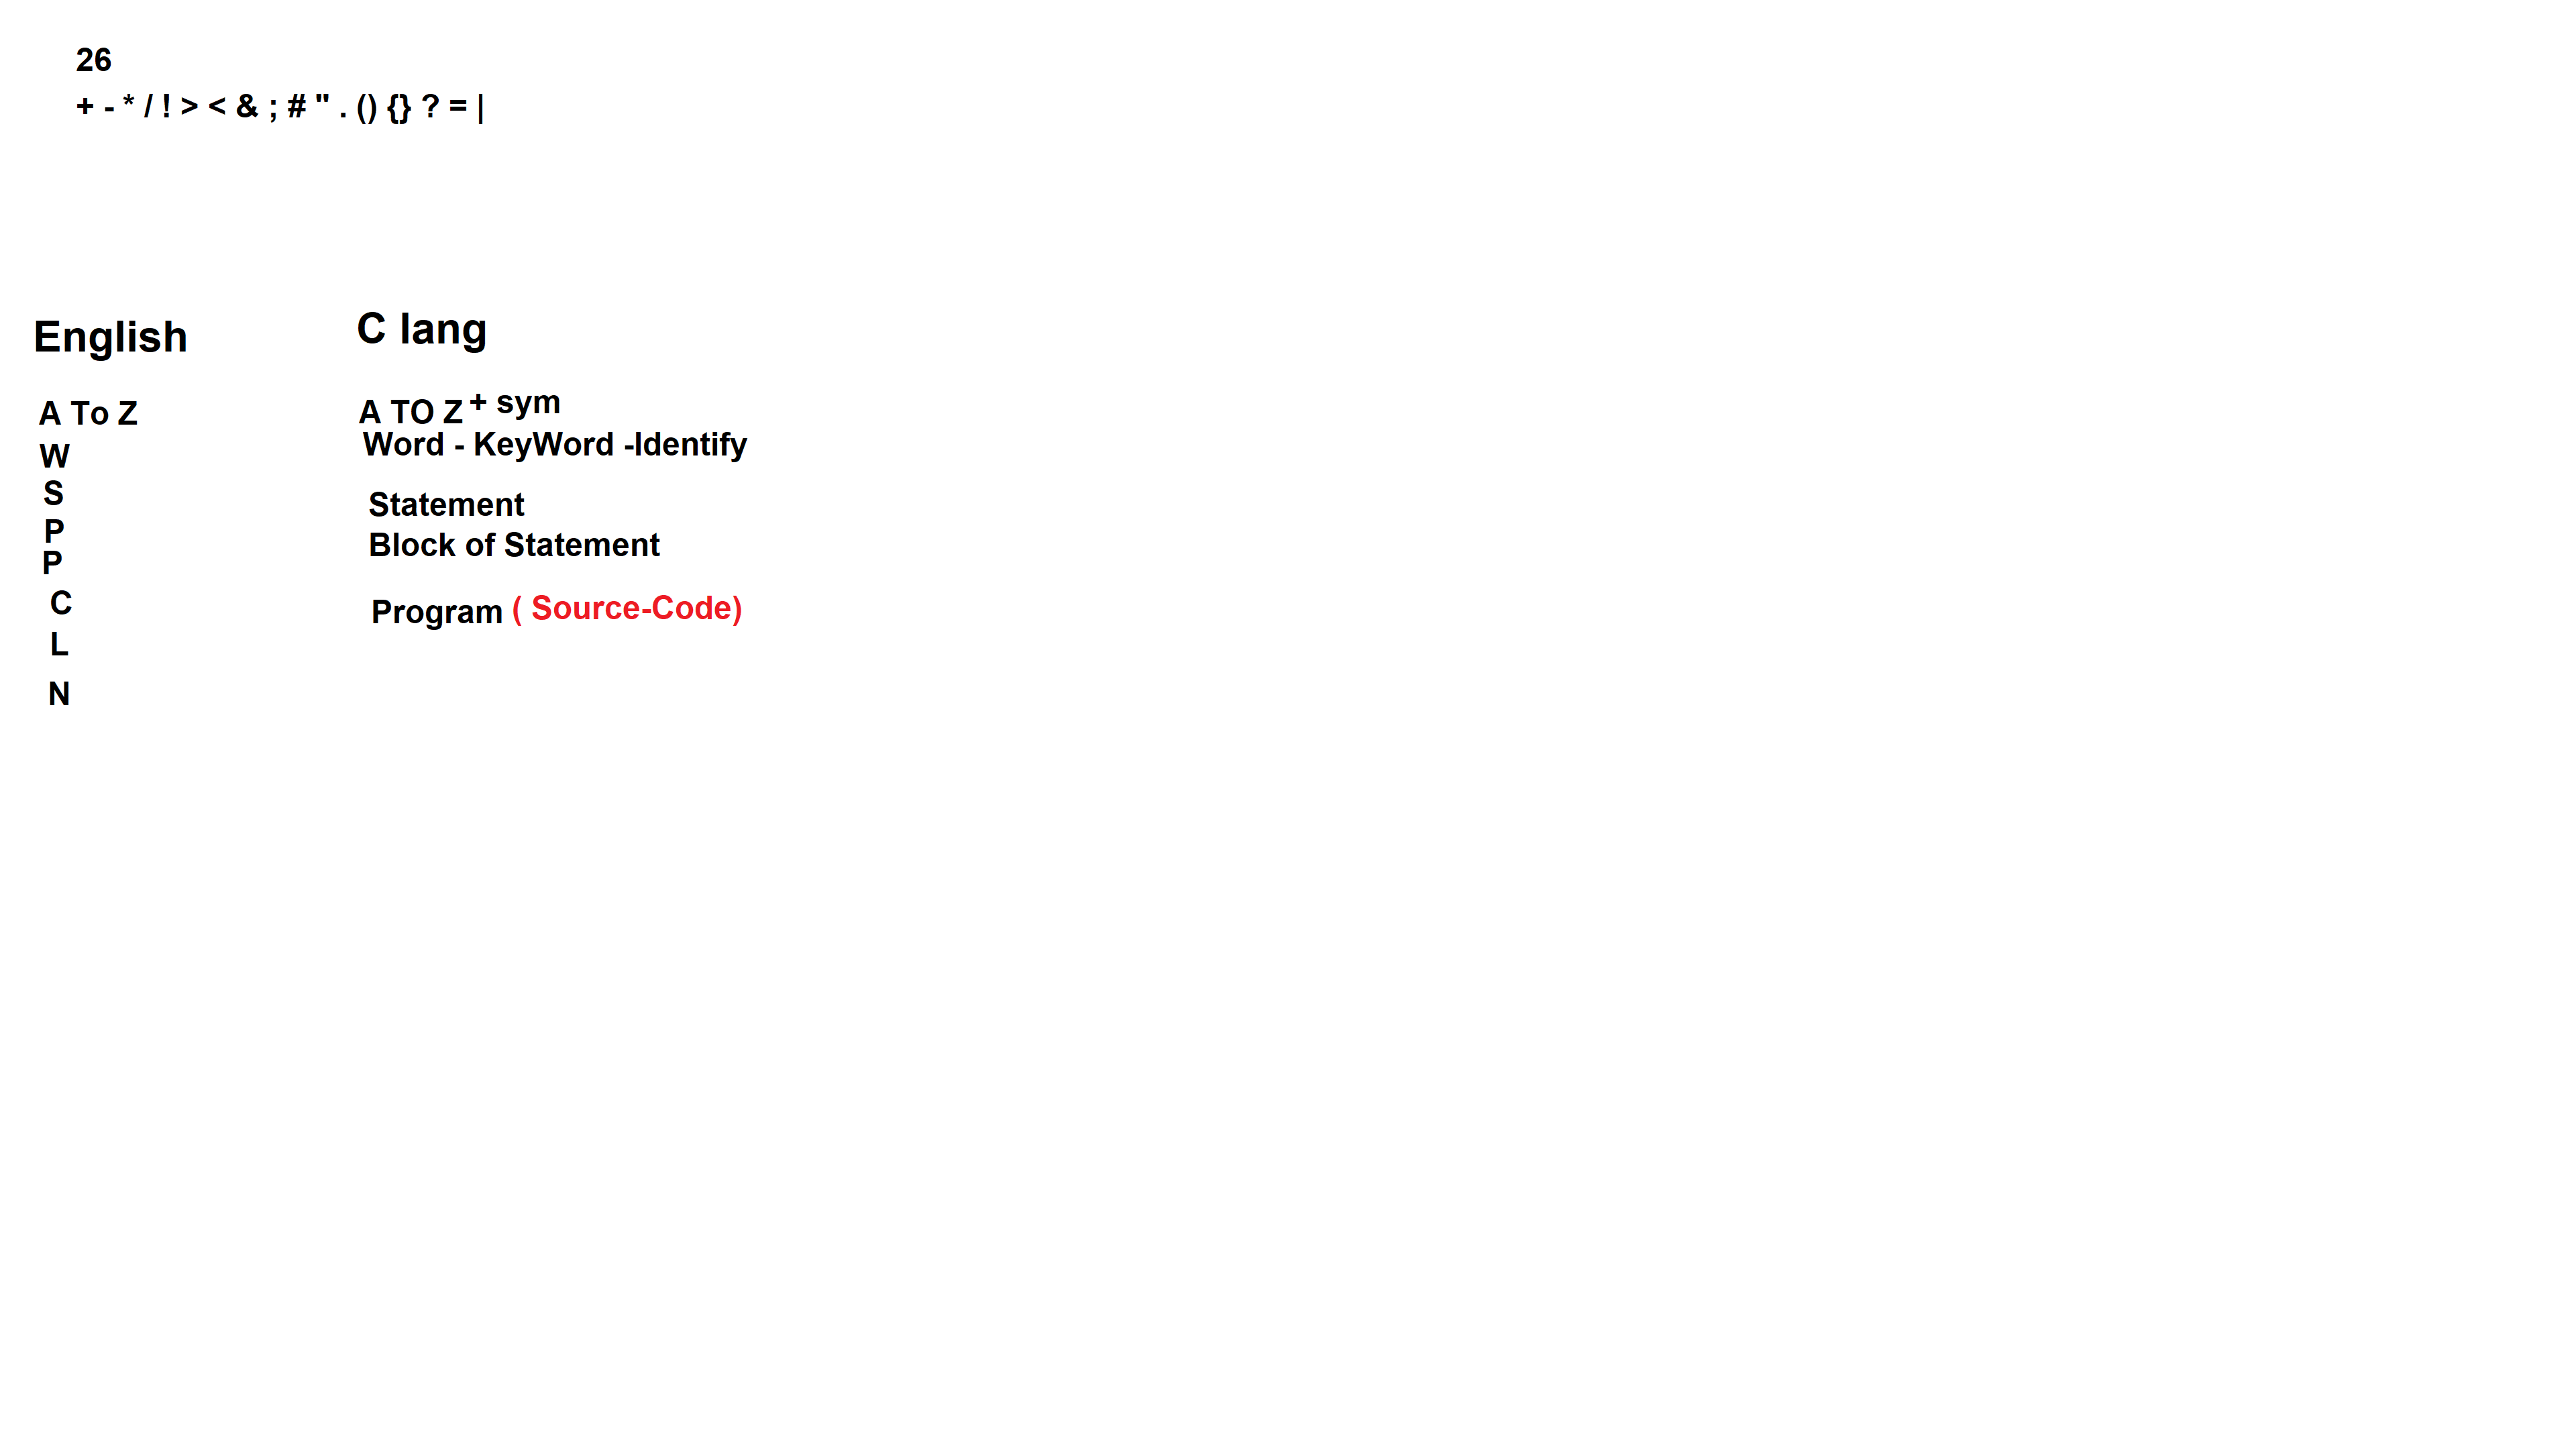 26
+ - * / ! > < & ; # " . () {} ? = |
English
C lang
A To Z
W
S
P
P
C
L
N
A TO Z + sym
Word - KeyWord -Identify
Statement
Block of Statement
Program ( Source-Code)